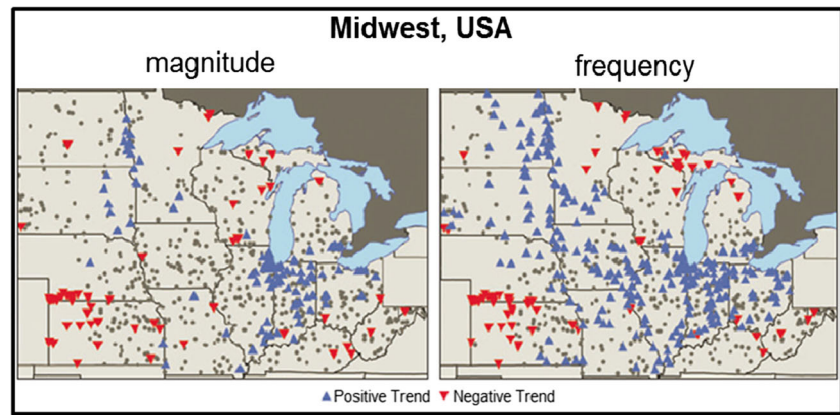 Midwest, USA
magnitude
frequency
▲Positive Trend ▼Negative Trend